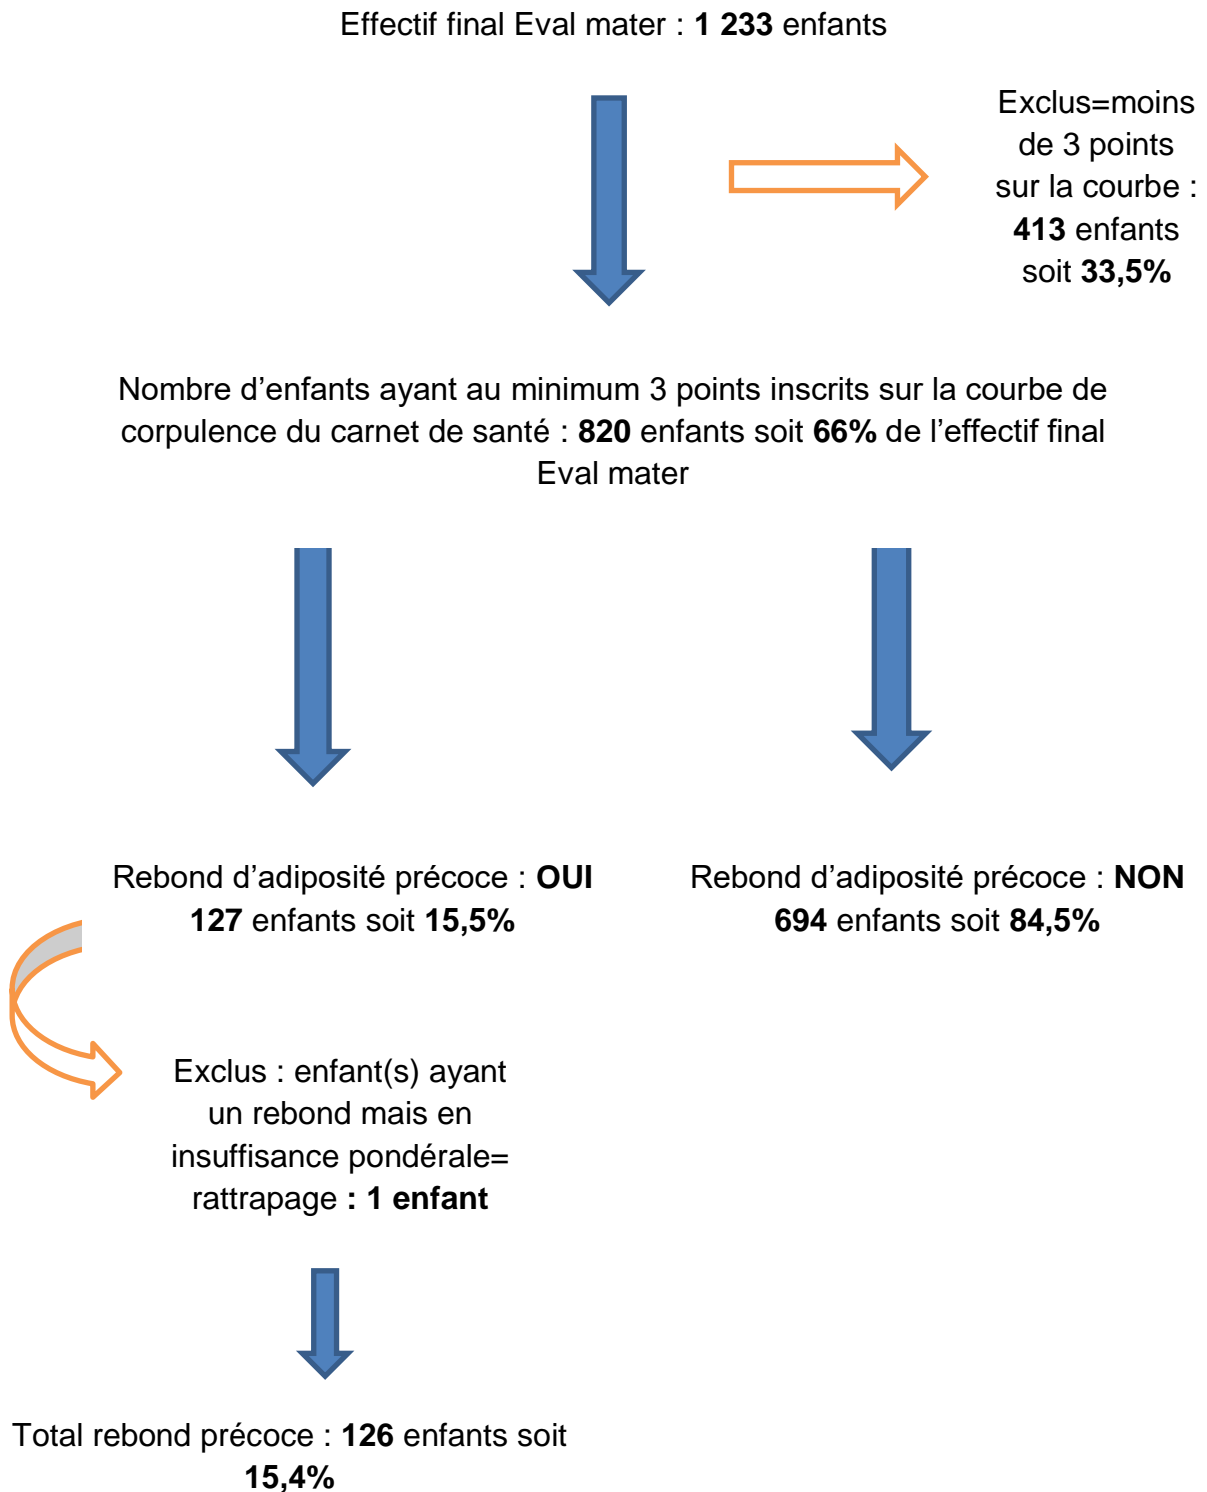 Effectif final Eval mater : 1 233 enfants
Exclus=moins
de 3 points
sur la courbe :
413 enfants
soit 33,5%
Nombre d’enfants ayant au minimum 3 points inscrits sur la courbe de
corpulence du carnet de santé : 820 enfants soit 66% de l’effectif final
Eval mater
Rebond d’adiposité précoce : OUI
127 enfants soit 15,5%
Rebond d’adiposité précoce : NON
694 enfants soit 84,5%
Exclus : enfant(s) ayant
un rebond mais en
insuffisance pondérale=
rattrapage : 1 enfant
Total rebond précoce : 126 enfants soit
15,4%